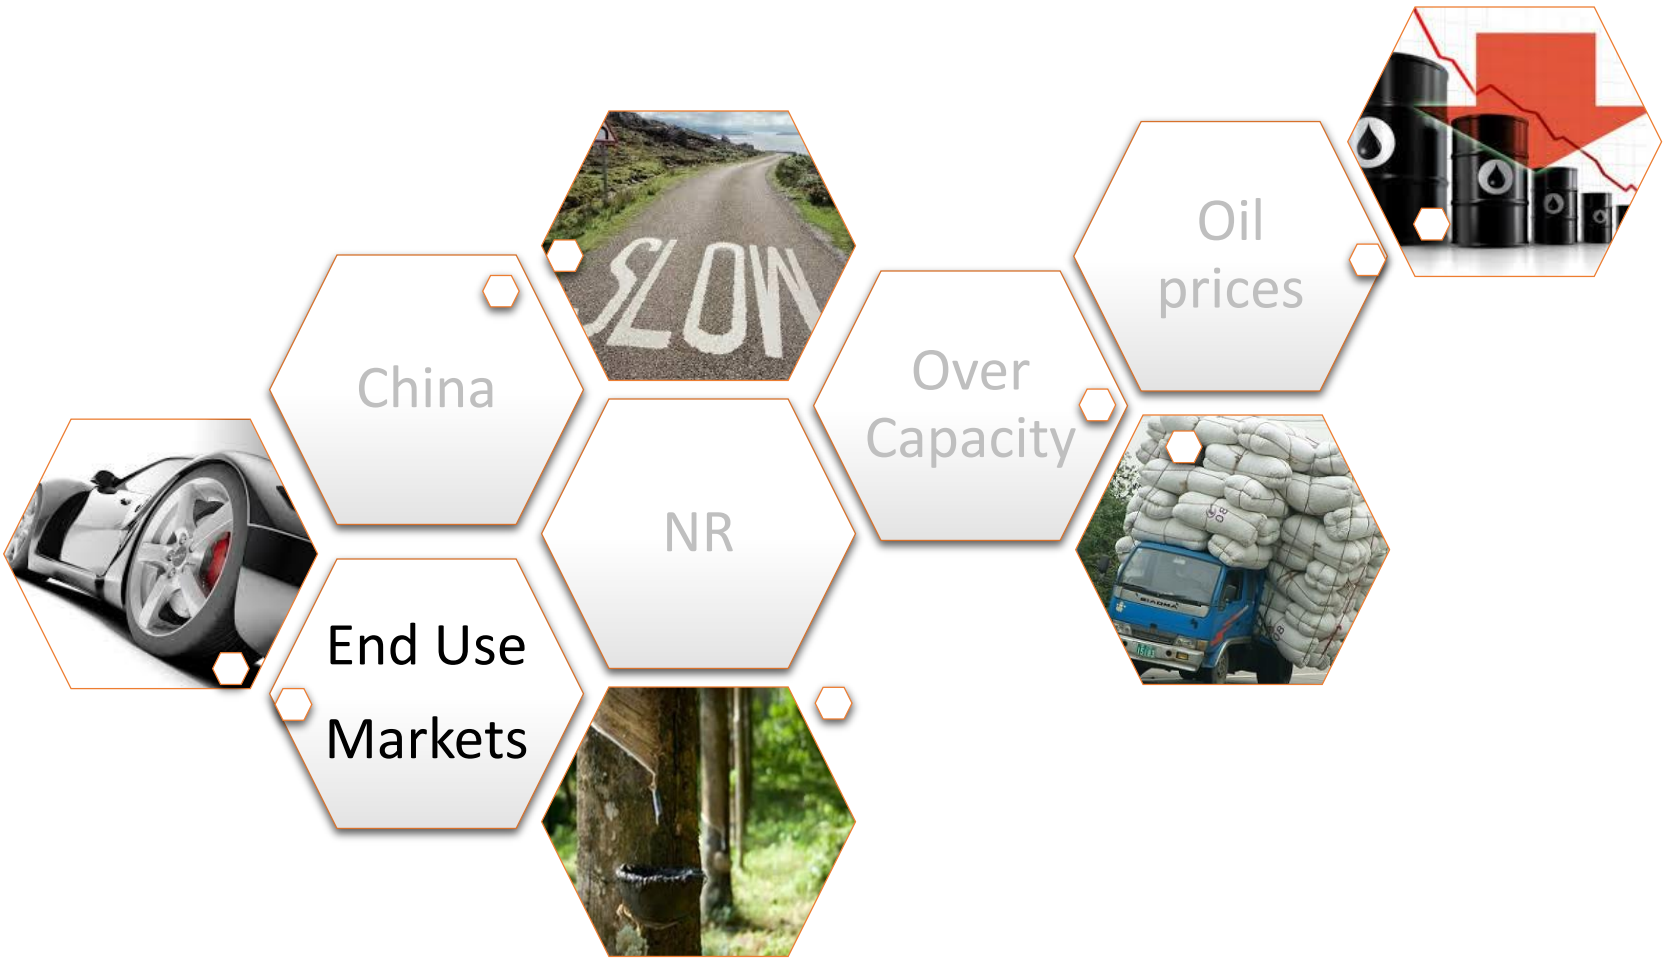 Oil
prices
SLOW
China
Over
Capacity
NR
End Use
Markets